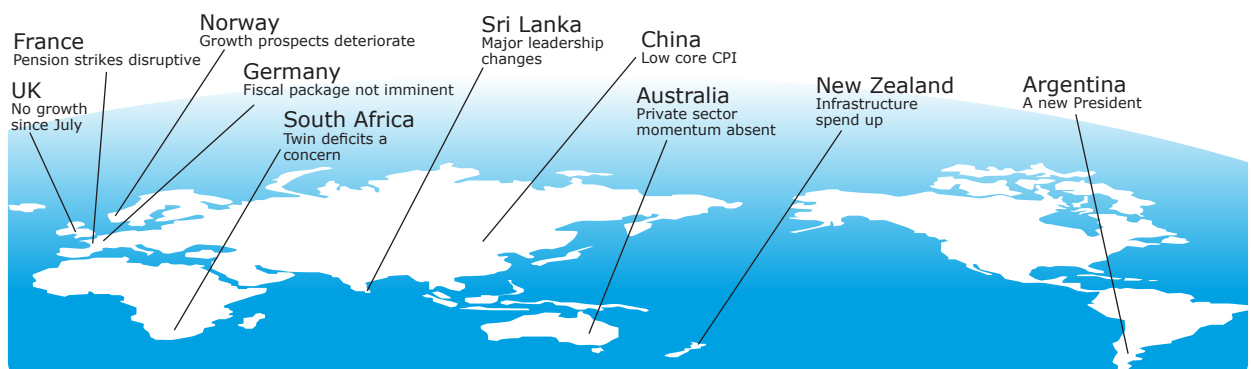 France
Pension strikes disruptive
Norway
Growth prospects deteriorate
UK
No growth
since July
Germany
Fiscal package not imminent
South Africa
Twin deficits a
concern
Sri Lanka
Major leadership
changes
China
Low core CPI
Australia
Private sector
momentum absent
New Zealand
Infrastructure
spend up
Argentina
A new President